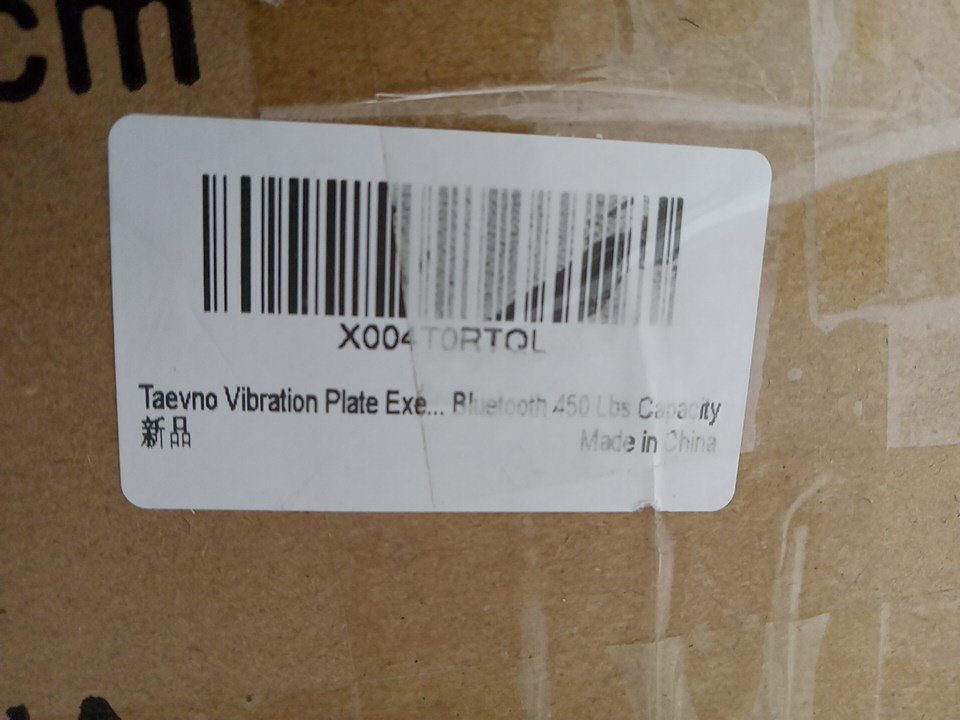 cm
X004T0RTQL
Taevno Vibration Plate Exe... Bluetooth 450 Lbs Capacity
新品
Made in China